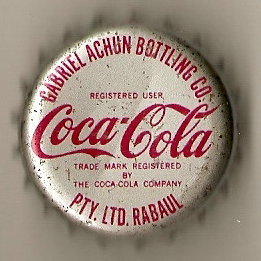 GABRIEL ACHUN BOTTLING CO:
REGISTERED USER
Coca-Cola
TRADE MARK REGISTERED
BY
THE COCA-COLA COMPANY
PTY. LTD. RABAUL